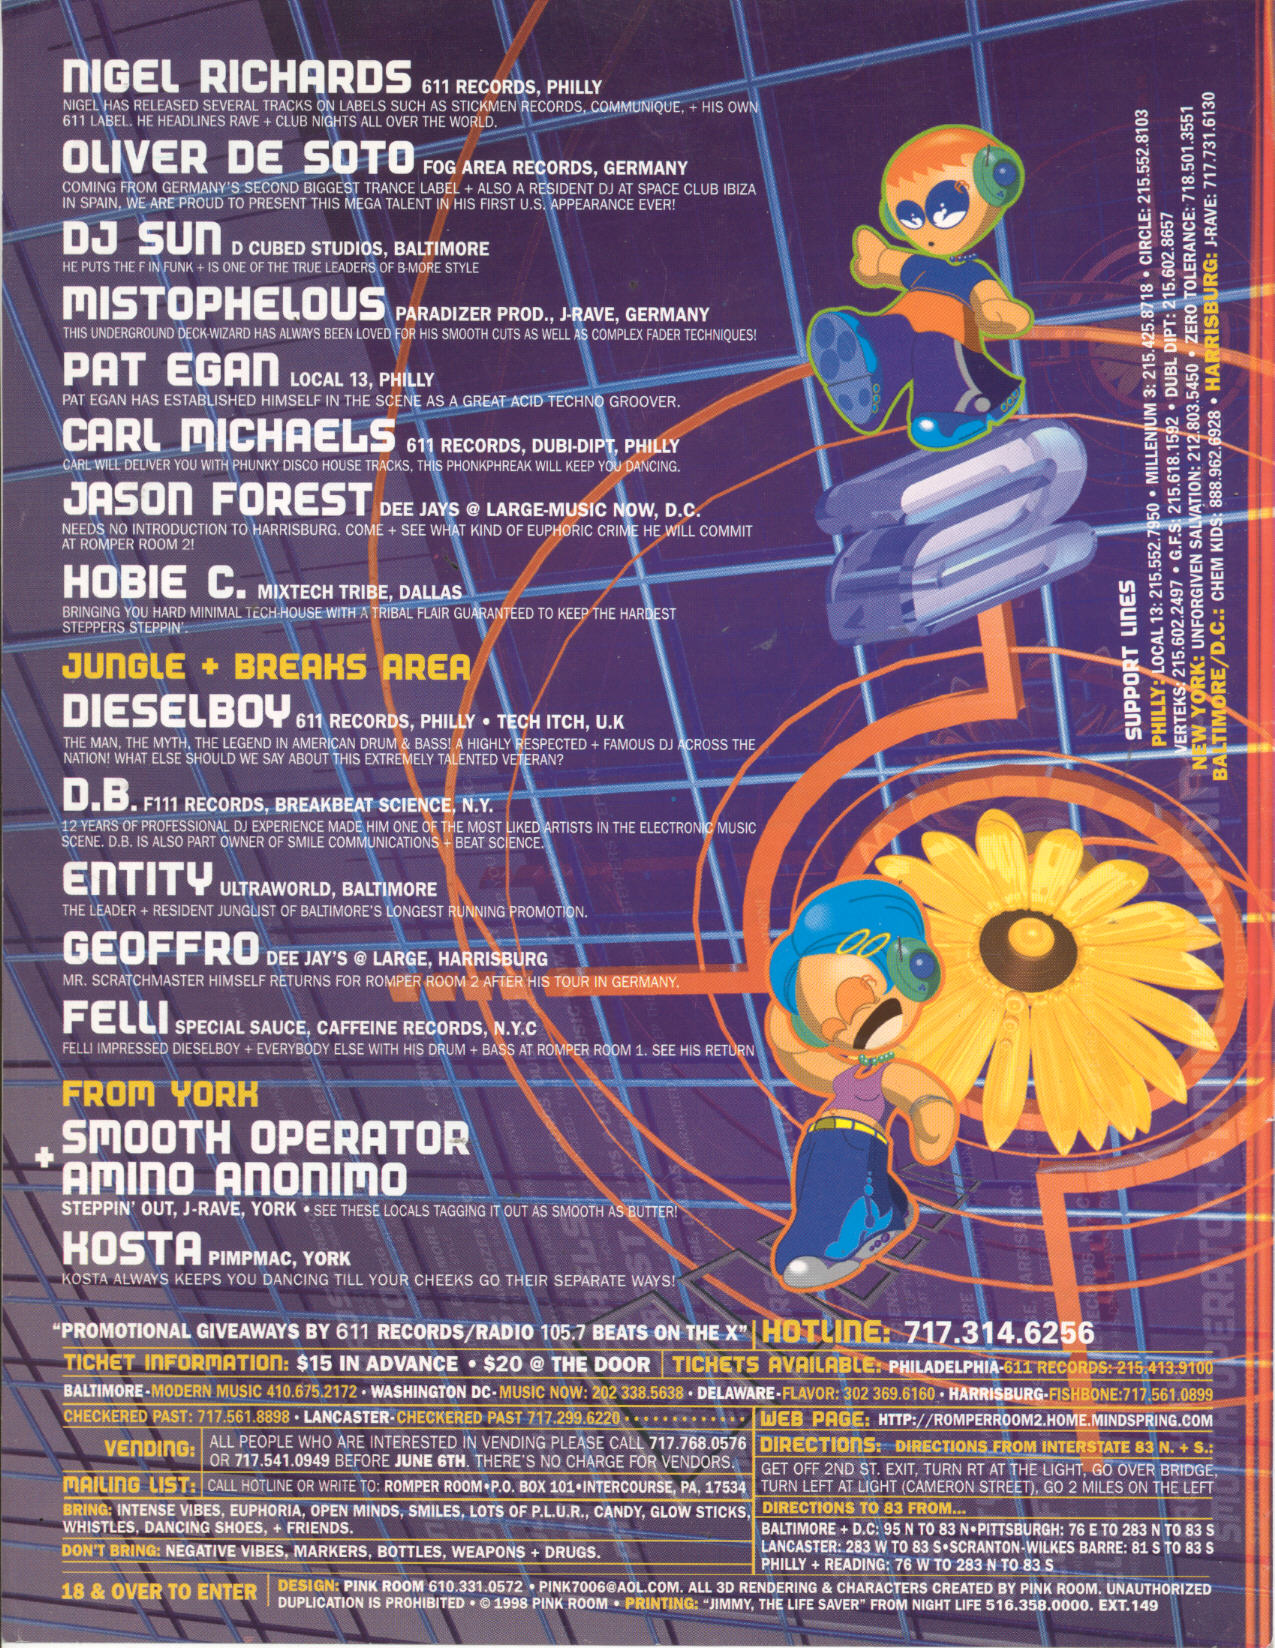 NIGEL RICHARDS 611 RECORDS, PHILLY
NIGEL HAS RELEASED SEVERAL TRACKS ON LABELS SUCH AS STICKMEN RECORDS, COMMUNIQUE, + HIS OWN
611 LABEL. HE HEADLINES RAVE + CLUB NIGHTS ALL OVER THE WORLD.
OLIVER DE SOTO FOG AREA RECORDS, GERMANY
COMING FROM GERMANY'S SECOND BIGGEST TRANCE LABEL + ALSO A RESIDENT DJ AT SPACE CLUB IBIZA
IN SPAIN, WE ARE PROUD TO PRESENT THIS MEGA TALENT IN HIS FIRST U.S. APPEARANCE EVER!
DJ SUN D CUBED STUDIOS, BALTIMORE
HE PUTS THE F IN FUNK + IS ONE OF THE TRUE LEADERS OF B-MORE STYLE
MISTOPHELOUS PARADIZER PROD., J-RAVE, GERMANY
THIS UNDERGROUND DECK-WIZARD HAS ALWAYS BEEN LOVED FOR HIS SMOOTH CUTS AS WELL AS COMPLEX FADER TECHNIQUES!
PAT EGAN LOCAL 13, PHILLY
PAT EGAN HAS ESTABLISHED HIMSELF IN THE SCENE AS A GREAT ACID TECHNO GROOVER.
CARL MICHAELS 611 RECORDS, DUBI-DIPT, PHILLY
CARL WILL DELIVER YOU WITH PHUNKY DISCO HOUSE TRACKS, THIS PHONKPHREAK WILL KEEP YOU DANCING.
JASON FOREST DEE JAYS @ LARGE-MUSIC NOW, D.C.
NEEDS NO INTRODUCTION TO HARRISBURG. COME + SEE WHAT KIND OF EUPHORIC CRIME HE WILL COMMIT
AT ROMPER ROOM 2!
HOBIE C. MIXTECH TRIBE, DALLAS
BRINGING YOU HARD MINIMAL TECH-HOUSE WITH A TRIBAL FLAIR GUARANTEED TO KEEP THE HARDEST
STEPPERS STEPPIN'.
JUNGLE + BREAKS AREA
DIESELBOY 611 RECORDS, PHILLY • TECH ITCH, U.K
THE MAN, THE MYTH, THE LEGEND IN AMERICAN DRUM & BASS! A HIGHLY RESPECTED + FAMOUS DJ ACROSS THE
NATION! WHAT ELSE SHOULD WE SAY ABOUT THIS EXTREMELY TALENTED VETERAN?
D.B. F111 RECORDS, BREAKBEAT SCIENCE, N.Y.
12 YEARS OF PROFESSIONAL DJ EXPERIENCE MADE HIM ONE OF THE MOST LIKED ARTISTS IN THE ELECTRONIC MUSIC
SCENE. D.B. IS ALSO PART OWNER OF SMILE COMMUNICATIONS + BEAT SCIENCE.
ENTITY ULTRAWORLD, BALTIMORE
THE LEADER + RESIDENT JUNGLIST OF BALTIMORE'S LONGEST RUNNING PROMOTION.
GEOFFRO DEE JAY'S @ LARGE, HARRISBURG
MR. SCRATCHMASTER HIMSELF RETURNS FOR ROMPER ROOM 2 AFTER HIS TOUR IN GERMANY.
FELLI SPECIAL SAUCE, CAFFEINE RECORDS, N.Y.C
FELLI IMPRESSED DIESELBOY + EVERYBODY ELSE WITH HIS DRUM + BASS AT ROMPER ROOM 1. SEE HIS RETURN
FROM YORK
SMOOTH OPERATOR
+ AMINO ANONIMO
STEPPIN' OUT, J-RAVE, YORK • SEE THESE LOCALS TAGGING IT OUT AS SMOOTH AS BUTTER!
KOSTA PIMPMAC, YORK
KOSTA ALWAYS KEEPS YOU DANCING TILL YOUR CHEEKS GO THEIR SEPARATE WAYS!
SUPPORT LINES
PHILLY: LOCAL 13: 215.552.7950 • MILLENIUM 3: 215.425.8718 • CIRCLE: 215.552.8103
VERTEKS: 215.602.2497 • G.F.S: 215.618.1592 • DUBL DIPT: 215.602.8657
NEW YORK: UNFORGIVEN SALVATION: 212.803.5450 • ZERO TOLERANCE: 718.501.3551
BALTIMORE/D.C.: CHEM KIDS: 888.962.6928 • HARRISBURG: J-RAVE: 717.731.6130
"PROMOTIONAL GIVEAWAYS BY 611 RECORDS/RADIO 105.7 BEATS ON THE X" HOTLINE: 717.314.6256
TICKET INFORMATION: $15 IN ADVANCE • $20 @ THE DOOR TICKETS AVAILABLE: PHILADELPHIA-611 RECORDS: 215.413.9100
BALTIMORE-MODERN MUSIC 410.675.2172 • WASHINGTON DC-MUSIC NOW: 202 338.5638 • DELAWARE-FLAVOR: 302 369.6160 • HARRISBURG-FISHBONE:717.561.0899
CHECKERED PAST: 717.561.8898 • LANCASTER-CHECKERED PAST 717.299.6220 • • • • • • • • • • • • •
VENDING: ALL PEOPLE WHO ARE INTERESTED IN VENDING PLEASE CALL 717.768.0576
OR 717.541.0949 BEFORE JUNE 6TH. THERE'S NO CHARGE FOR VENDORS.
MAILING LIST: CALL HOTLINE OR WRITE TO: ROMPER ROOM•P.O. BOX 101•INTERCOURSE, PA, 17534
BRING: INTENSE VIBES, EUPHORIA, OPEN MINDS, SMILES, LOTS OF P.L.U.R., CANDY, GLOW STICKS,
WHISTLES, DANCING SHOES, + FRIENDS.
DON'T BRING: NEGATIVE VIBES, MARKERS, BOTTLES, WEAPONS + DRUGS.
WEB PAGE: HTTP://ROMPERROOM2.HOME.MINDSPRING.COM
DIRECTIONS: DIRECTIONS FROM INTERSTATE 83 N. + S.:
GET OFF 2ND ST. EXIT, TURN RT AT THE LIGHT, GO OVER BRIDGE,
TURN LEFT AT LIGHT (CAMERON STREET), GO 2 MILES ON THE LEFT
DIRECTIONS TO 83 FROM...
BALTIMORE + D.C: 95 N TO 83 N•PITTSBURGH: 76 E TO 283 N TO 83 S
LANCASTER: 283 W TO 83 S•SCRANTON-WILKES BARRE: 81 S TO 83 S
PHILLY + READING: 76 W TO 283 N TO 83 S
18 & OVER TO ENTER
DESIGN: PINK ROOM 610.331.0572 • PINK7006@AOL.COM. ALL 3D RENDERING & CHARACTERS CREATED BY PINK ROOM. UNAUTHORIZED
DUPLICATION IS PROHIBITED • © 1998 PINK ROOM • PRINTING: "JIMMY, THE LIFE SAVER" FROM NIGHT LIFE 516.358.0000. EXT.149